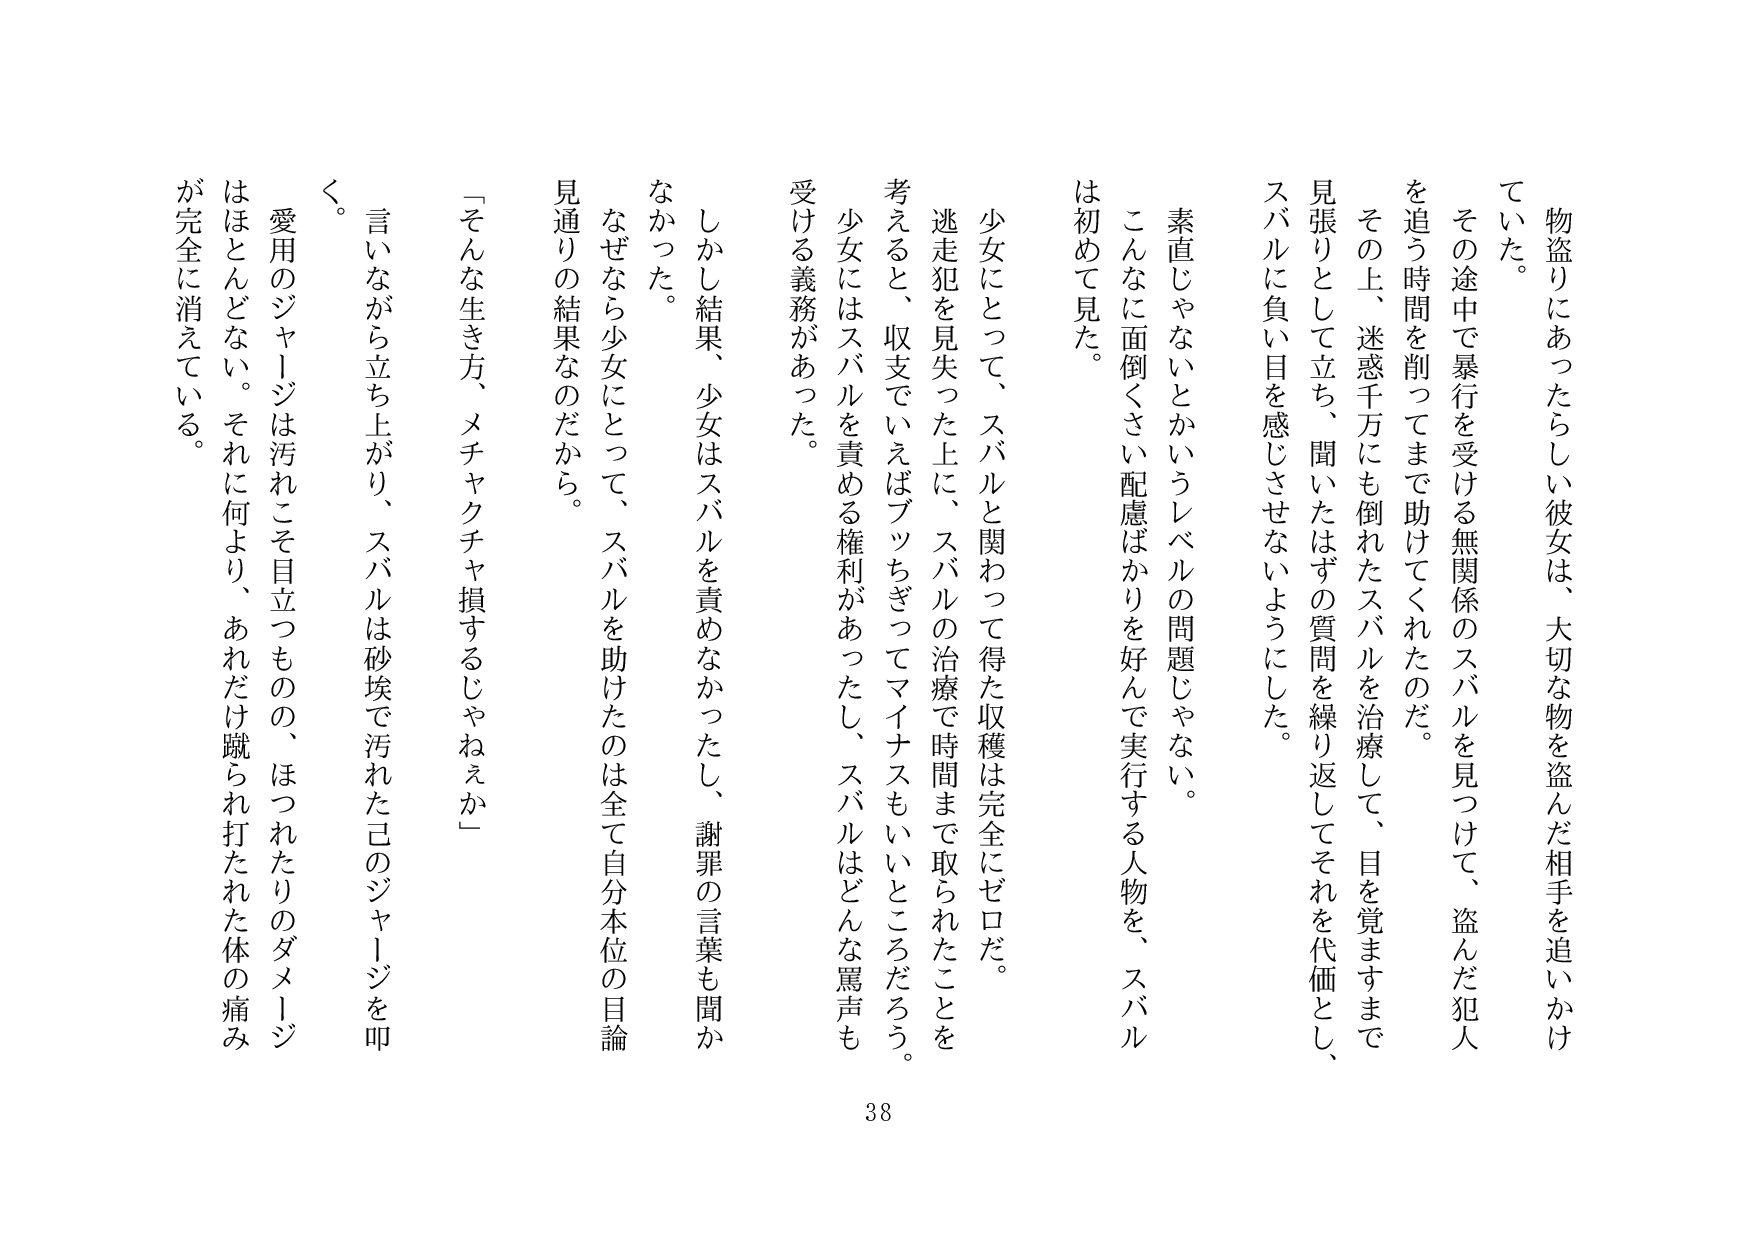 物盗りにあったらしい彼女は、大切な物を盗んだ相手を追いかけ
ていた。
その途中で暴行を受ける無関係のスバルを見つけて、盗んだ犯人
を追う時間を削ってまで助けてくれたのだ。
その上、迷惑千万にも倒れたスバルを治療して、目を覚ますまで
見張りとして立ち、聞いたはずの質問を繰り返してそれを代価とし、
スバルに負い目を感じさせないようにした。
素直じゃないとかいうレベルの問題じゃない。
こんなに面倒くさい配慮ばかりを好んで実行する人物を、スバル
は初めて見た。
少女にとって、スバルと関わって得た収穫は完全にゼロだ。
逃走犯を見失った上に、スバルの治療で時間まで取られたことを
考えると、収支でいえばブッちぎってマイナスもいいところだろう。
少女にはスバルを責める権利があったし、スバルはどんな罵声も
受ける義務があった。
しかし結果、少女はスバルを責めなかったし、謝罪の言葉も聞か
なかった。
なぜなら少女にとって、スバルを助けたのは全て自分本位の目論
見通りの結果なのだから。
「そんな生き方、メチャクチャ損するじゃねぇか」
言いながら立ち上がり、スバルは砂埃で汚れた己のジャージを叩
く。
愛用のジャージは汚れこそ目立つものの、ほつれたりのダメージ
はほとんどない。それに何より、あれだけ蹴られ打たれた体の痛み
が完全に消えている。
38